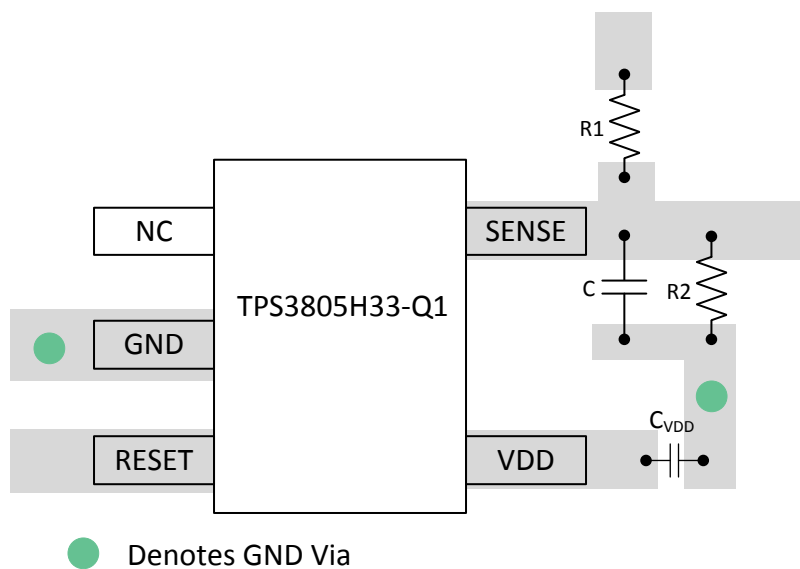 R1
NC
SENSE
TPS3805H33-Q1
C
R2
GND
CVDD
RESET
VDD
Denotes GND Via